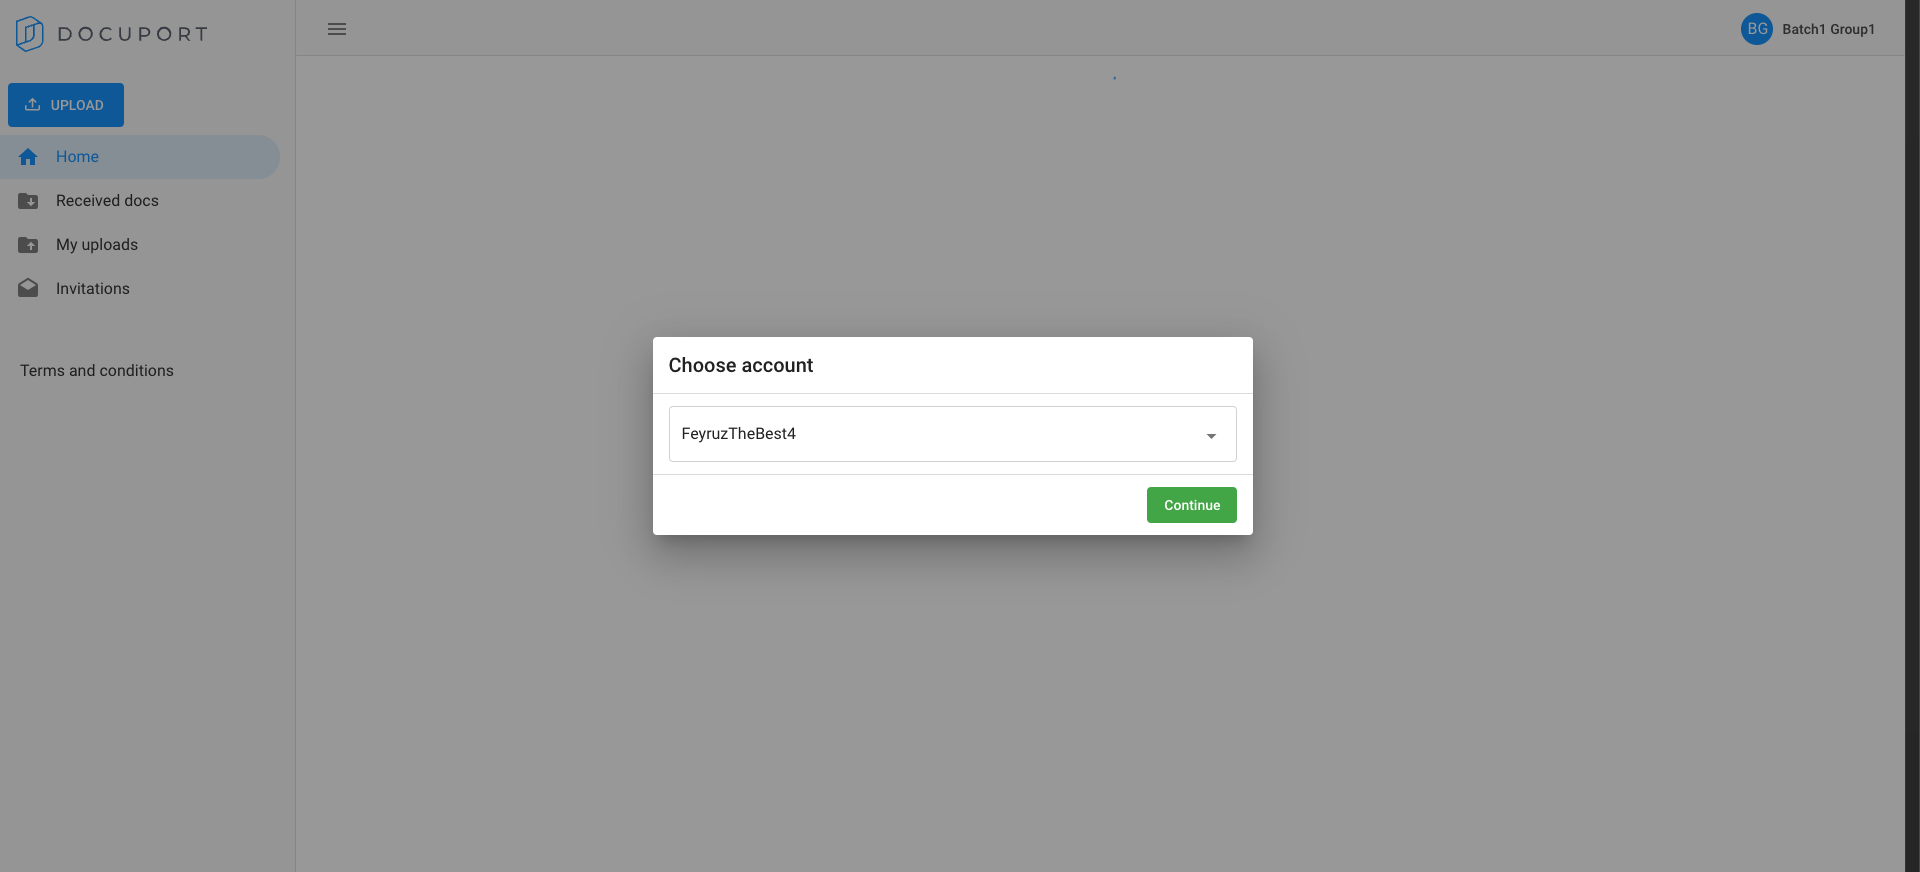 DOCUPORT
BG Batch1 Group1
UPLOAD
Home
Received docs
My uploads
Invitations
Terms and conditions
Choose account
FeyruzTheBest4
Continue